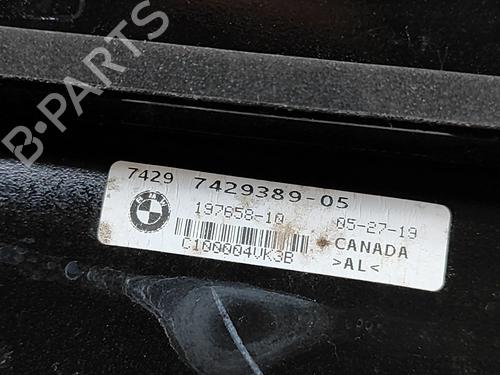 B-PARTS
7429 7429389-05
197658-10 05-27-19
CANADA
C100004VK3B >AL<